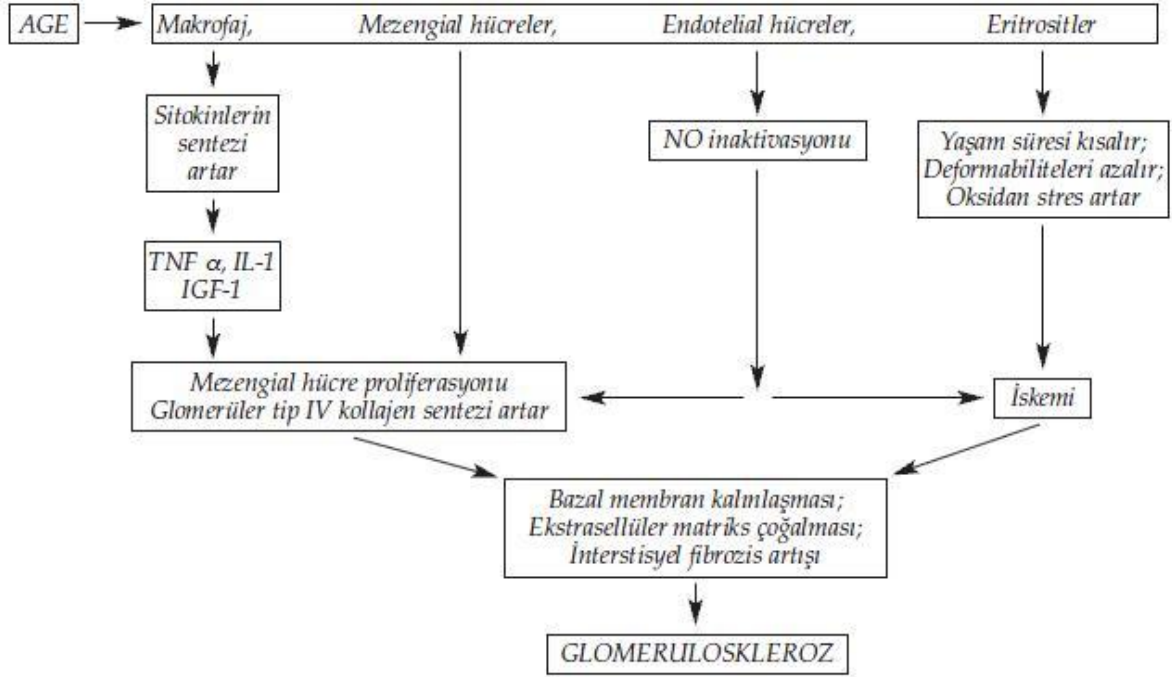 AGE
Makrofaj, Mezengial hücreler, Endotelial hücreler, Eritrositler
Sitokinlerin
sentezi
artar
NO inaktivasyonu
Yaşam süresi kısalır;
Deformabiliteleri azalır;
Oksidan stres artar
TNF α, IL-1
IGF-1
Mezengial hücre proliferasyonu
Glomerüler tip IV kollajen sentezi artar
İskemi
Bazal membran kalınlaşması;
Ekstrasellüler matriks çoğalması;
İnterstisyel fibrozis artışı
GLOMERULOSKLEROZ